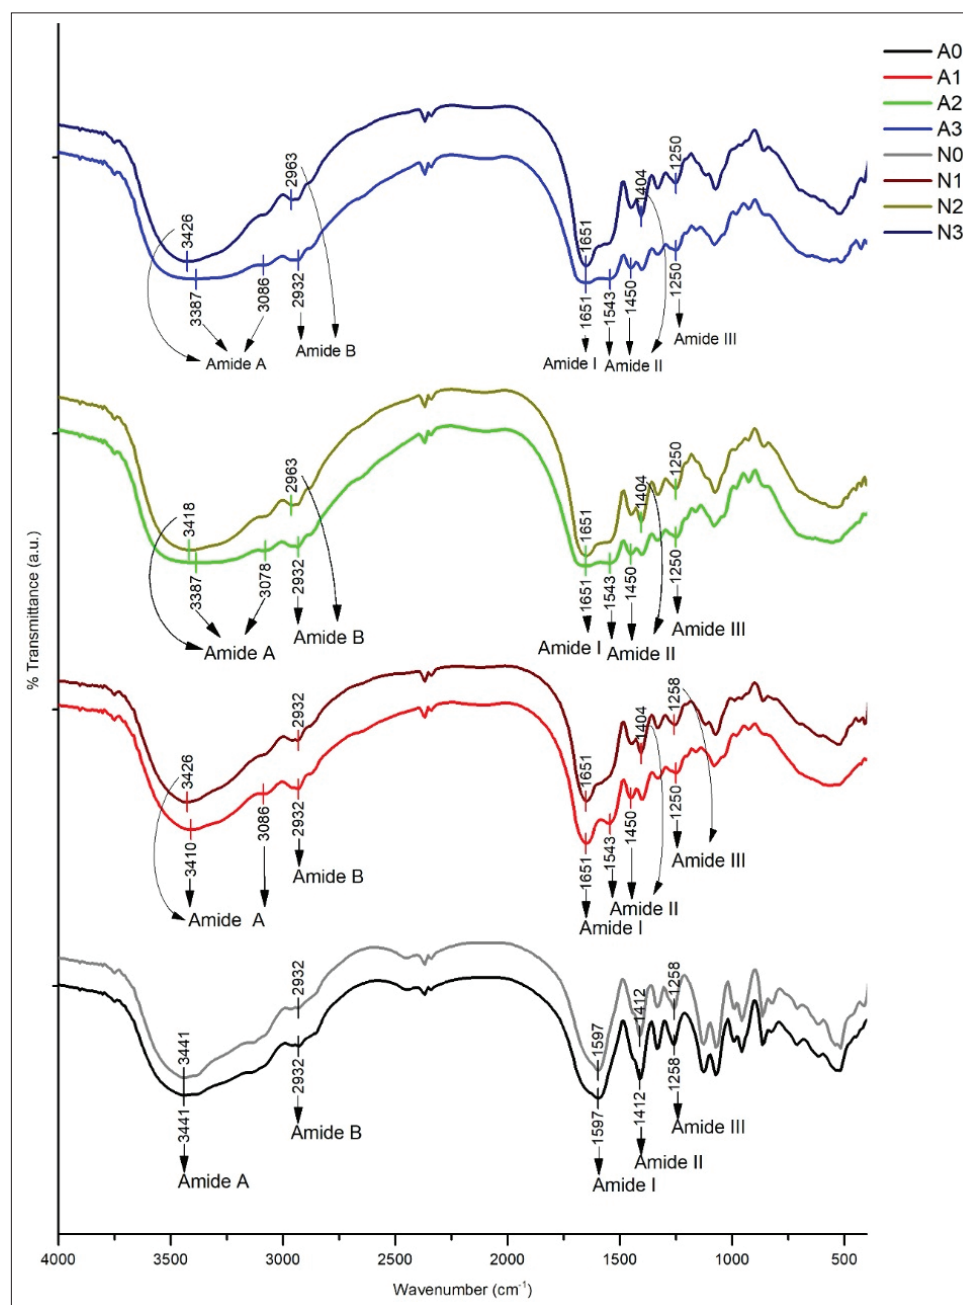 A0
A1
A2
A3
N0
N1
N2
N3
% Transmittance (a.u.)
3426
2963
1651
1404
1250
3387
3086
2932
1651
1543
1450
1250
Amide A
Amide B
Amide I
Amide II
Amide III
3418
2963
1651
1404
1250
3387
3078
2932
1651
1543
1450
1250
Amide A
Amide B
Amide I
Amide II
Amide III
3426
2932
1651
1404
1258
3410
3086
2932
1651
1543
1450
1250
Amide A
Amide B
Amide I
Amide II
Amide III
3441
2932
1597
1412
1258
3441
2932
1597
1412
1258
Amide A
Amide B
Amide I
Amide II
Amide III
4000 3500 3000 2500 2000 1500 1000 500
Wavenumber (cm⁻¹)